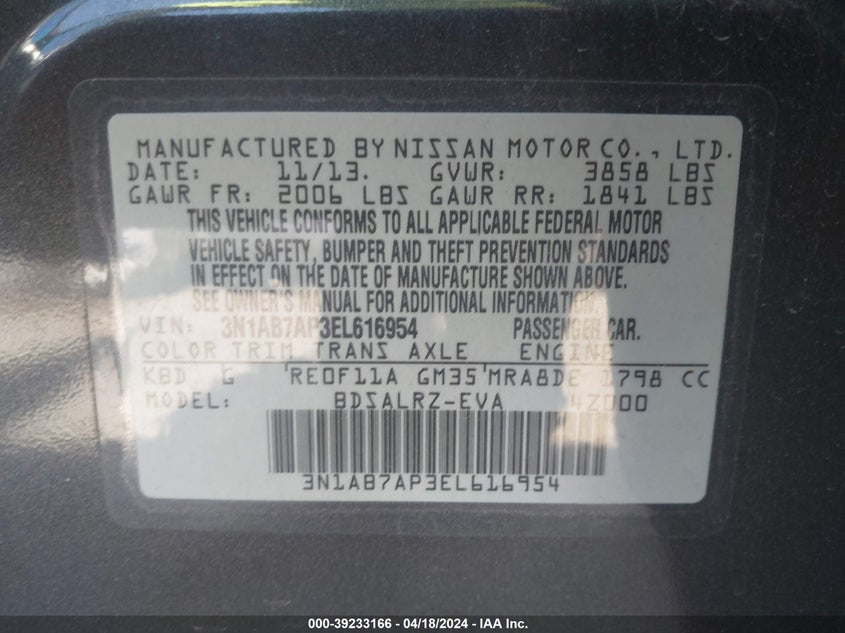 MANUFACTURED BY NISSAN MOTOR CO., LTD.
DATE: 11/13. GVWR: 3858 LBS
GAWR FR: 2006 LBS GAWR RR: 1841 LBS
THIS VEHICLE CONFORMS TO ALL APPLICABLE FEDERAL MOTOR
VEHICLE SAFETY, BUMPER AND THEFT PREVENTION STANDARDS
IN EFFECT ON THE DATE OF MANUFACTURE SHOWN ABOVE.
SEE OWNER'S MANUAL FOR ADDITIONAL INFORMATION.
VIN: 3N1AB7AP3EL616954 PASSENGER CAR.
COLOR TRIM TRANS AXLE ENGINE
KBD G RE0F11A GM35 MRA8DE 1798 CC
MODEL: BDSALRZ-EVA 4Z000
3N1AB7AP3EL616954
000-39233166 - 04/18/2024 - IAA Inc.